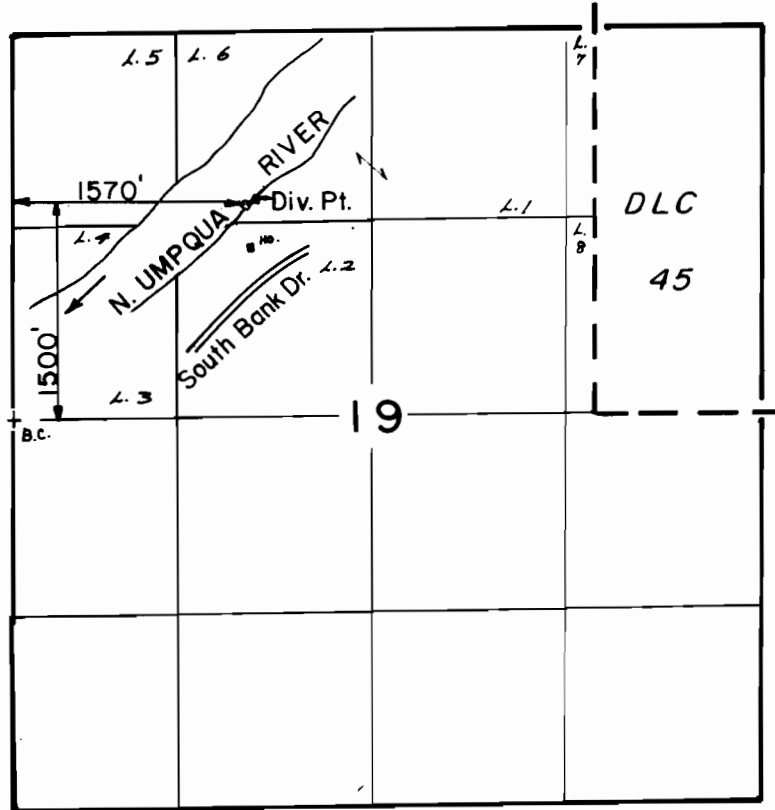 L.5
L.6
L.
7
RIVER
1570'
Div. Pt.
L.1
DLC
L.4
N. UMPQUA
HO.
L.
8
L.2
45
South Bank Dr.
1500'
L.3
19
B.C.